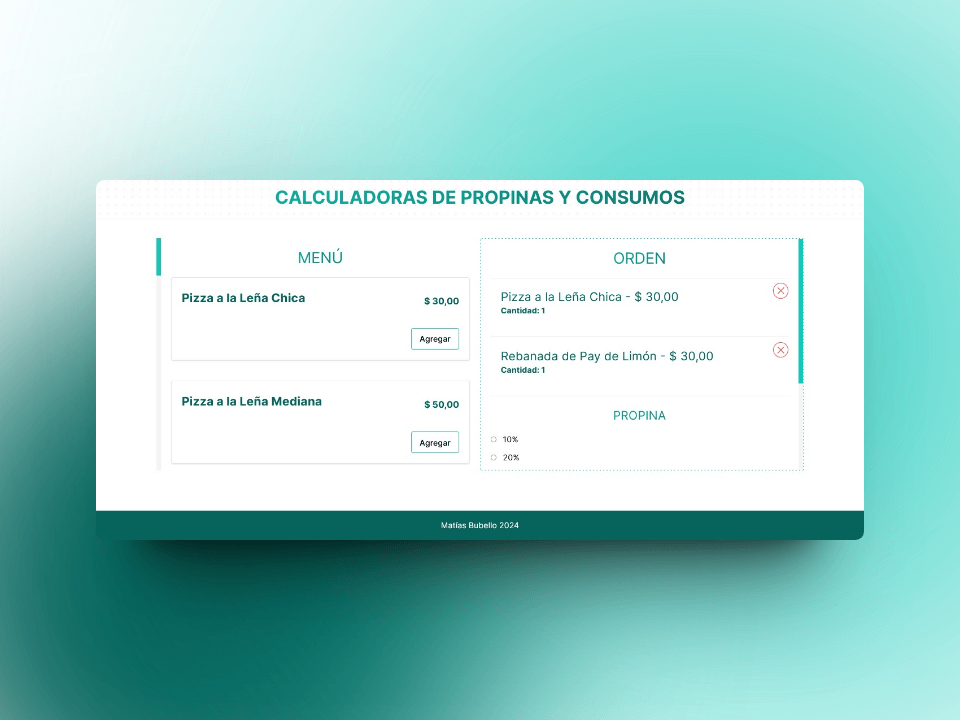 CALCULADORAS DE PROPINAS Y CONSUMOS
MENÚ
Pizza a la Leña Chica
$ 30,00
Agregar
Pizza a la Leña Mediana
$ 50,00
Agregar
ORDEN
Pizza a la Leña Chica - $ 30,00
Cantidad: 1
Rebanada de Pay de Limón - $ 30,00
Cantidad: 1
PROPINA
10%
20%
Matías Bubello 2024